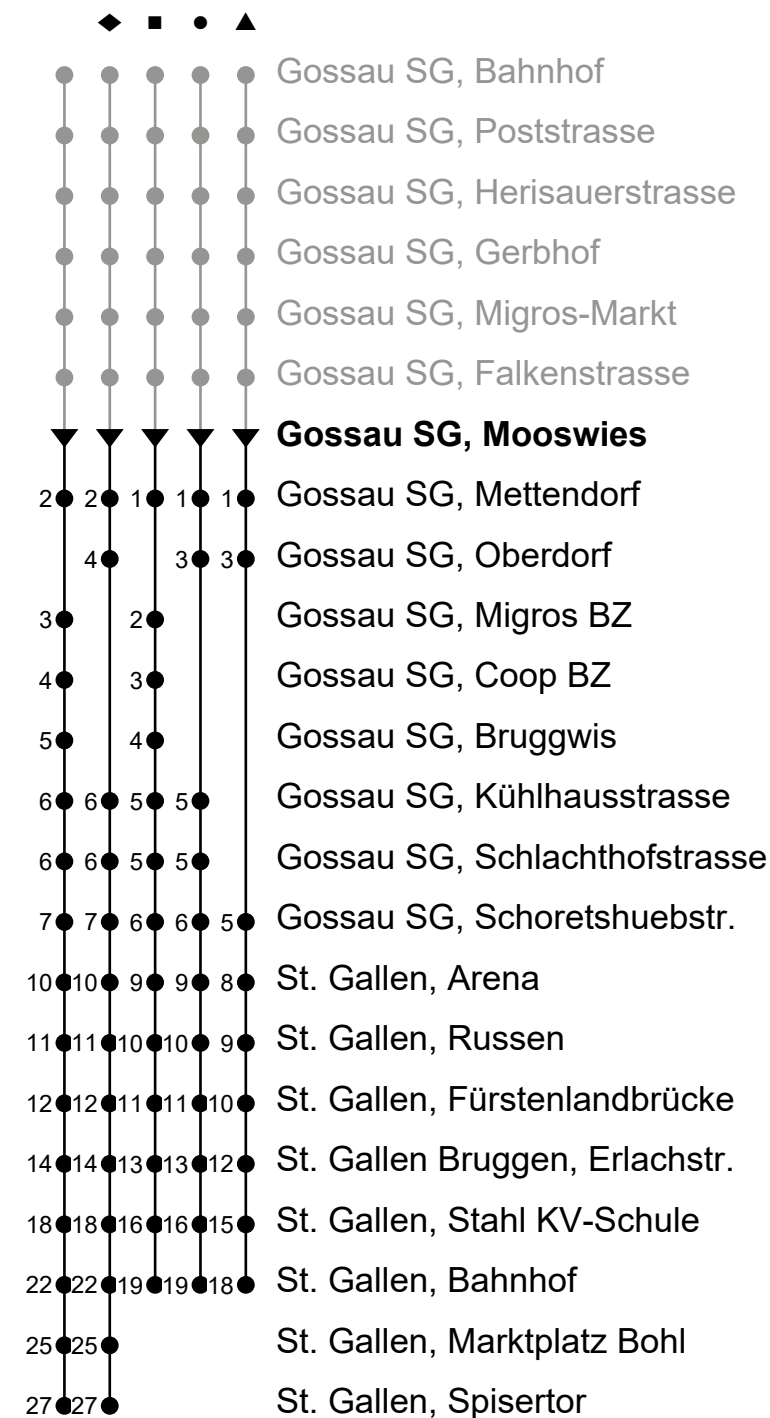 Gossau SG, Bahnhof
Gossau SG, Poststrasse
Gossau SG, Herisauerstrasse
Gossau SG, Gerbhof
Gossau SG, Migros-Markt
Gossau SG, Falkenstrasse
Gossau SG, Mooswies
2 2 1 1 1 Gossau SG, Mettendorf
4 3 3 Gossau SG, Oberdorf
3 2 Gossau SG, Migros BZ
4 3 Gossau SG, Coop BZ
5 4 Gossau SG, Bruggwis
6 6 5 5 Gossau SG, Kühlhausstrasse
6 6 5 5 Gossau SG, Schlachthofstrasse
7 7 6 6 5 Gossau SG, Schoretshuebstr.
10 10 9 9 8 St. Gallen, Arena
11 11 10 10 9 St. Gallen, Russen
12 12 11 11 10 St. Gallen, Fürstenlandbrücke
14 14 13 13 12 St. Gallen Bruggen, Erlachstr.
18 18 16 16 15 St. Gallen, Stahl KV-Schule
22 22 19 19 18 St. Gallen, Bahnhof
25 25 St. Gallen, Marktplatz Bohl
27 27 St. Gallen, Spisertor